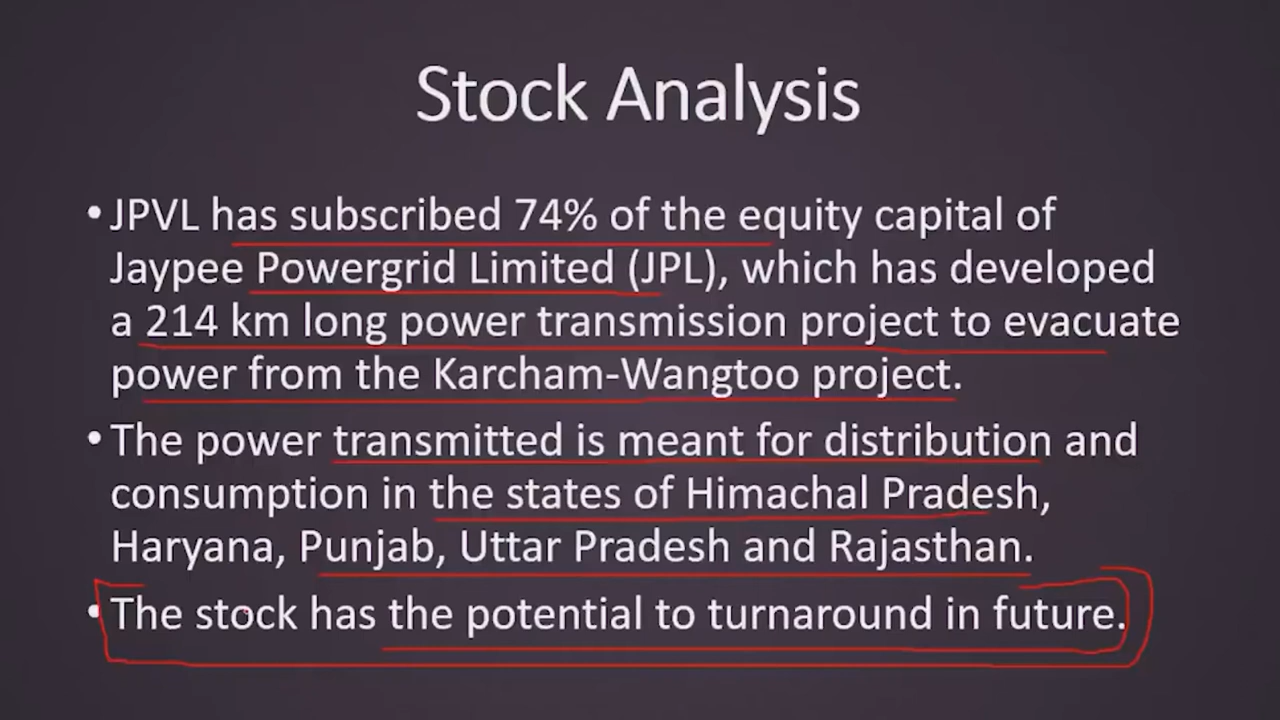 Stock Analysis
• JPVL has subscribed 74% of the equity capital of
Jaypee Powergrid Limited (JPL), which has developed
a 214 km long power transmission project to evacuate
power from the Karcham-Wangtoo project.
• The power transmitted is meant for distribution and
consumption in the states of Himachal Pradesh,
Haryana, Punjab, Uttar Pradesh and Rajasthan.
• The stock has the potential to turnaround in future.